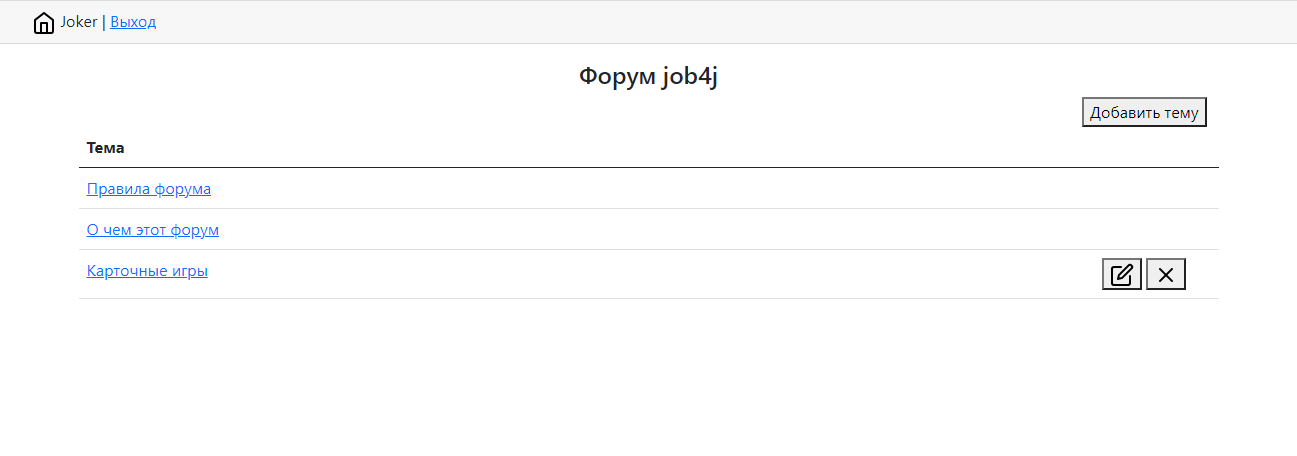 Joker | Выход
Форум job4j
Добавить тему
Тема
Правила форума
О чем этот форум
Карточные игры